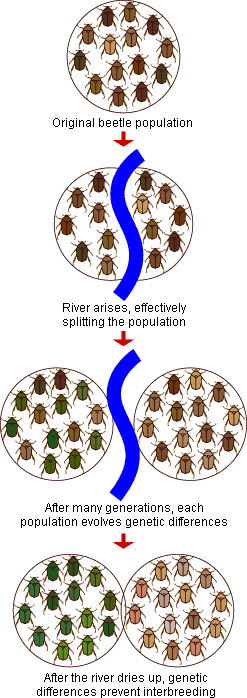 Original beetle population
River arises, effectively
splitting the population
After many generations, each
population evolves genetic differences
After the river dries up, genetic
differences prevent interbreeding